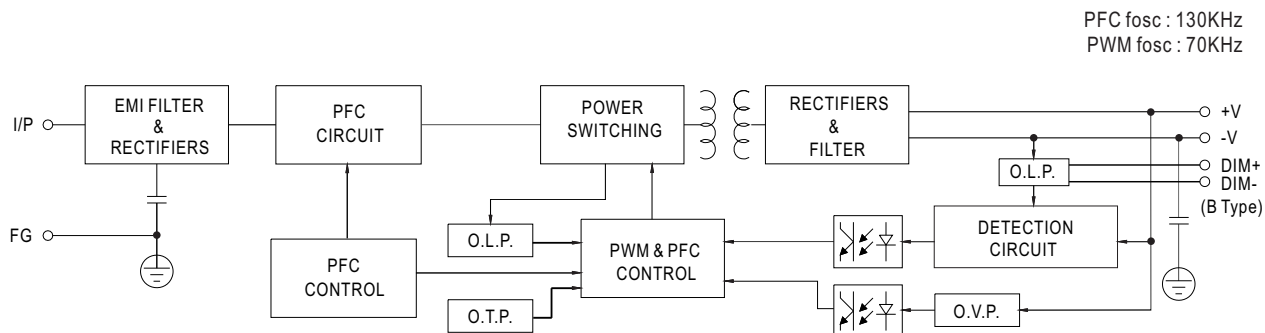 PFC fosc : 130KHz
PWM fosc : 70KHz
I/P
EMI FILTER
&
RECTIFIERS
PFC
CIRCUIT
POWER
SWITCHING
RECTIFIERS
&
FILTER
+V
-V
O.L.P.
DIM+
DIM-
(B Type)
FG
O.L.P.
PFC
CONTROL
PWM & PFC
CONTROL
DETECTION
CIRCUIT
O.T.P.
O.V.P.